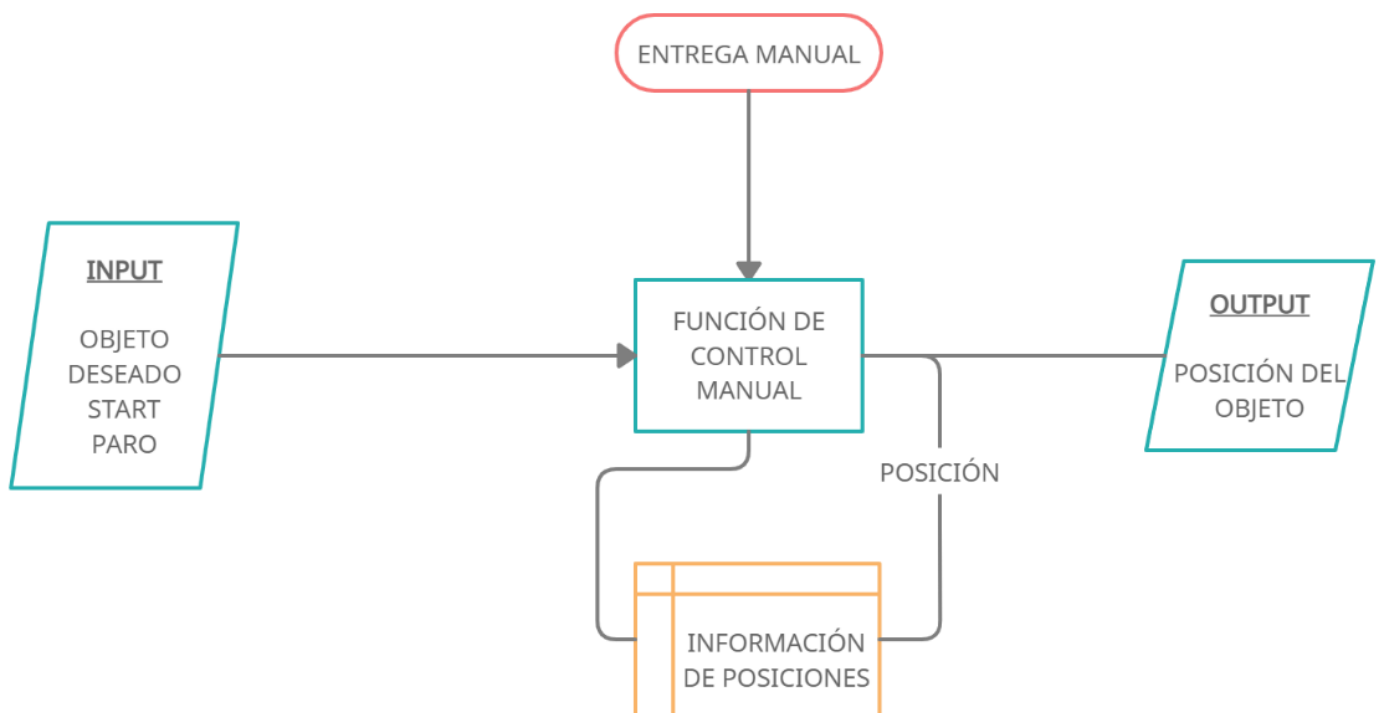 ENTREGA MANUAL
INPUT
OBJETO
DESEADO
START
PARO
FUNCIÓN DE
CONTROL
MANUAL
OUTPUT
POSICIÓN DEL
OBJETO
POSICIÓN
INFORMACIÓN
DE POSICIONES